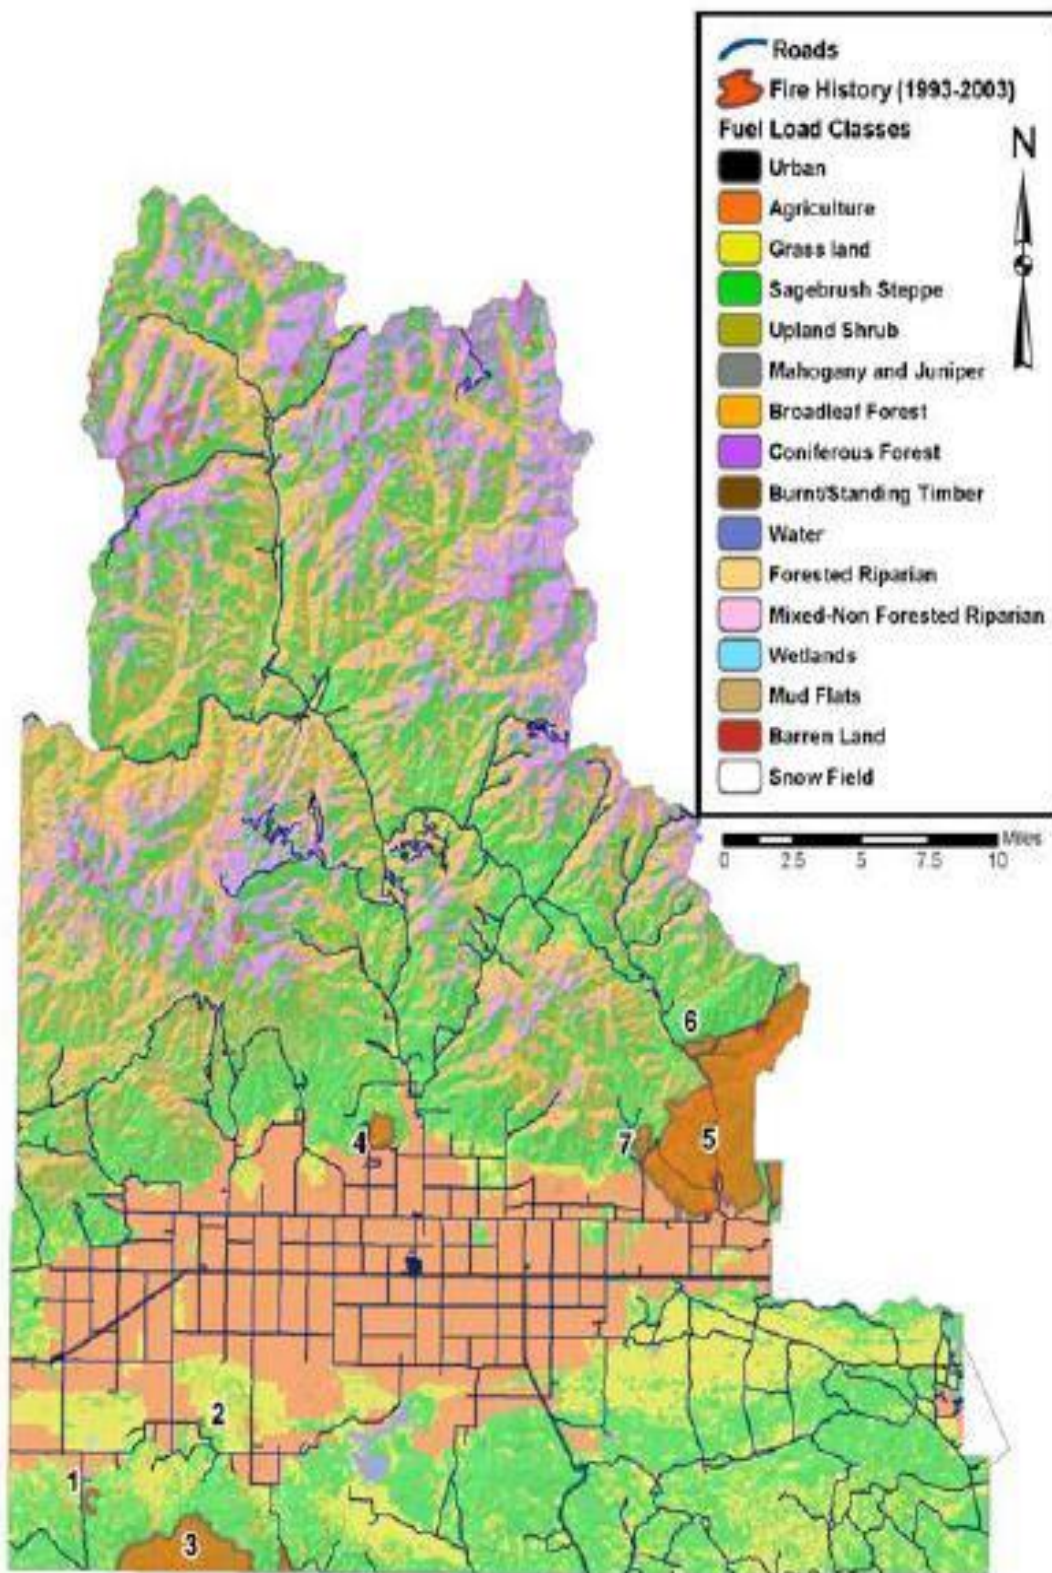 Roads
Fire History (1993-2003)
Fuel Load Classes
N
Urban
Agriculture
Grass land
Sagebrush Steppe
Upland Shrub
Mahogany and Juniper
Broadleaf Forest
Coniferous Forest
Burnt/Standing Timber
Water
Forested Riparian
Mixed-Non Forested Riparian
Wetlands
Mud Flats
Barren Land
Snow Field
Miles
0 2.5 5 7.5 10
6
4
7
5
2
1
3